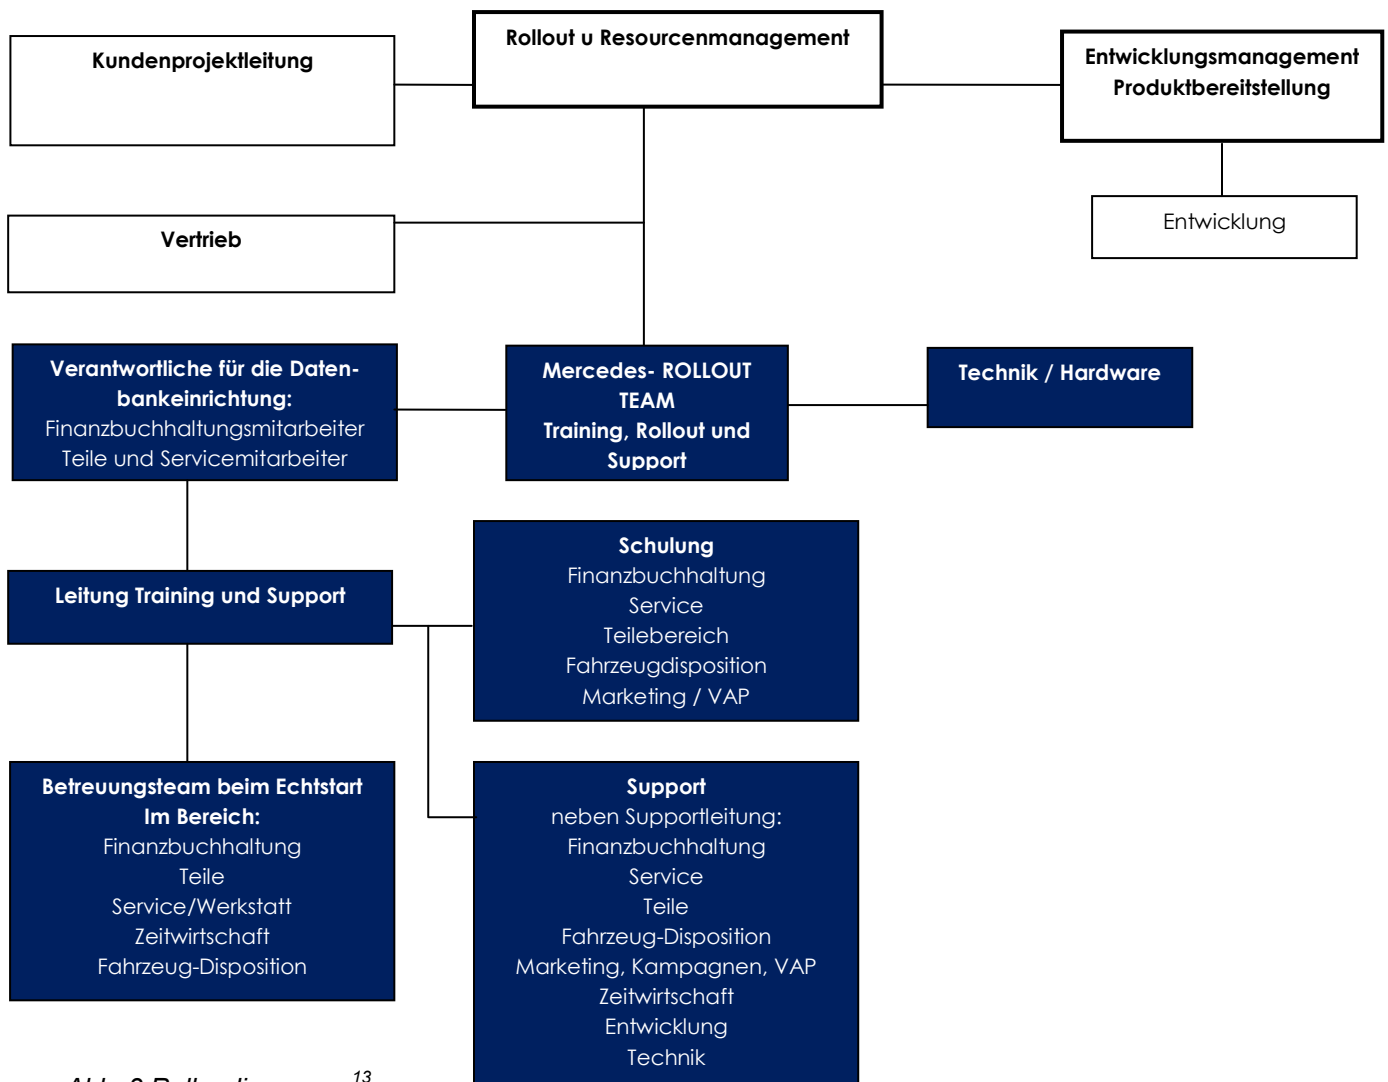 Rollout u Resourcenmanagement
Kundenprojektleitung
Entwicklungsmanagement
Produktbereitstellung
Vertrieb
Entwicklung
Verantwortliche für die Daten-
bankeinrichtung:
Finanzbuchhaltungsmitarbeiter
Teile und Servicemitarbeiter
Mercedes- ROLLOUT
TEAM
Training, Rollout und
Support
Technik / Hardware
Leitung Training und Support
Schulung
Finanzbuchhaltung
Service
Teilebereich
Fahrzeugdisposition
Marketing / VAP
Betreuungsteam beim Echtstart
Im Bereich:
Finanzbuchhaltung
Teile
Service/Werkstatt
Zeitwirtschaft
Fahrzeug-Disposition
Support
neben Supportleitung:
Finanzbuchhaltung
Service
Teile
Fahrzeug-Disposition
Marketing, Kampagnen, VAP
Zeitwirtschaft
Entwicklung
Technik
13